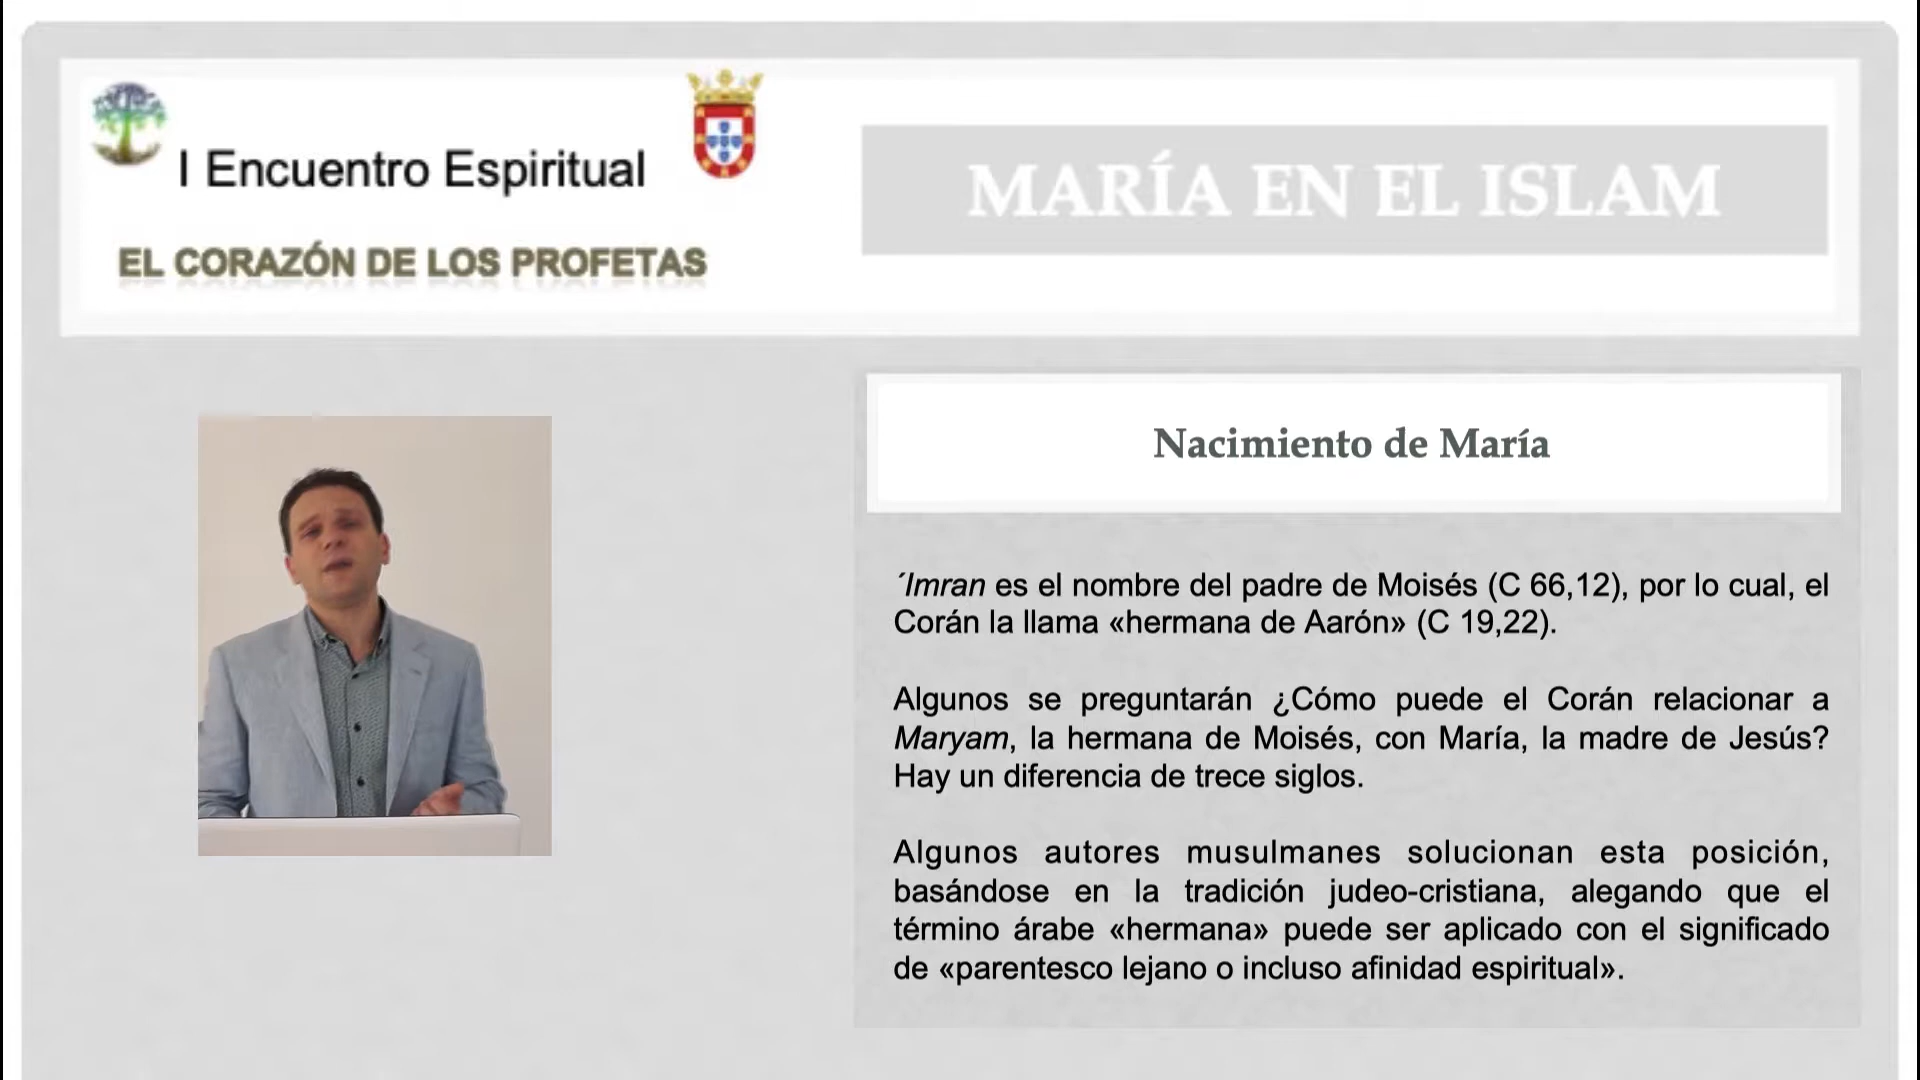 I Encuentro Espiritual
EL CORAZÓN DE LOS PROFETAS
MARÍA EN EL ISLAM
Nacimiento de María
´Imran es el nombre del padre de Moisés (C 66,12), por lo cual, el
Corán la llama «hermana de Aarón» (C 19,22).
Algunos se preguntarán ¿Cómo puede el Corán relacionar a
Maryam, la hermana de Moisés, con María, la madre de Jesús?
Hay un diferencia de trece siglos.
Algunos autores musulmanes solucionan esta posición,
basándose en la tradición judeo-cristiana, alegando que el
término árabe «hermana» puede ser aplicado con el significado
de «parentesco lejano o incluso afinidad espiritual».